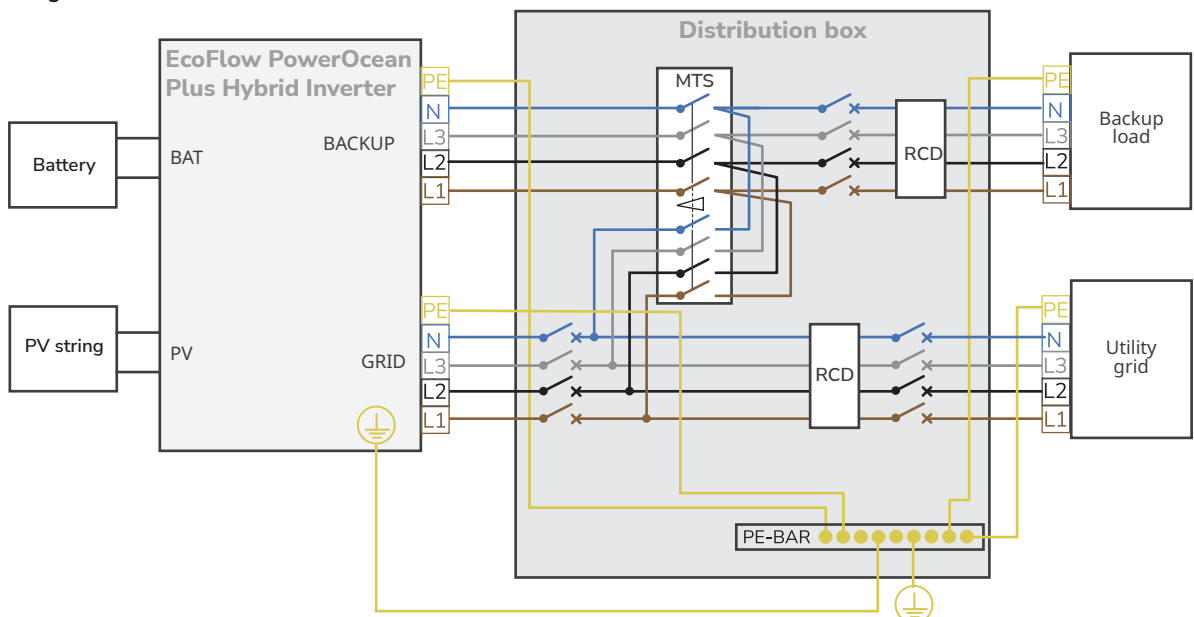 Distribution box
EcoFlow PowerOcean
Plus Hybrid Inverter
Battery
BAT
BACKUP
PE
N
L3
L2
L1
MTS
RCD
PE
N
L3
L2
L1
Backup
load
PV string
PV
GRID
PE
N
L3
L2
L1
RCD
PE
N
L3
L2
L1
Utility
grid
PE-BAR